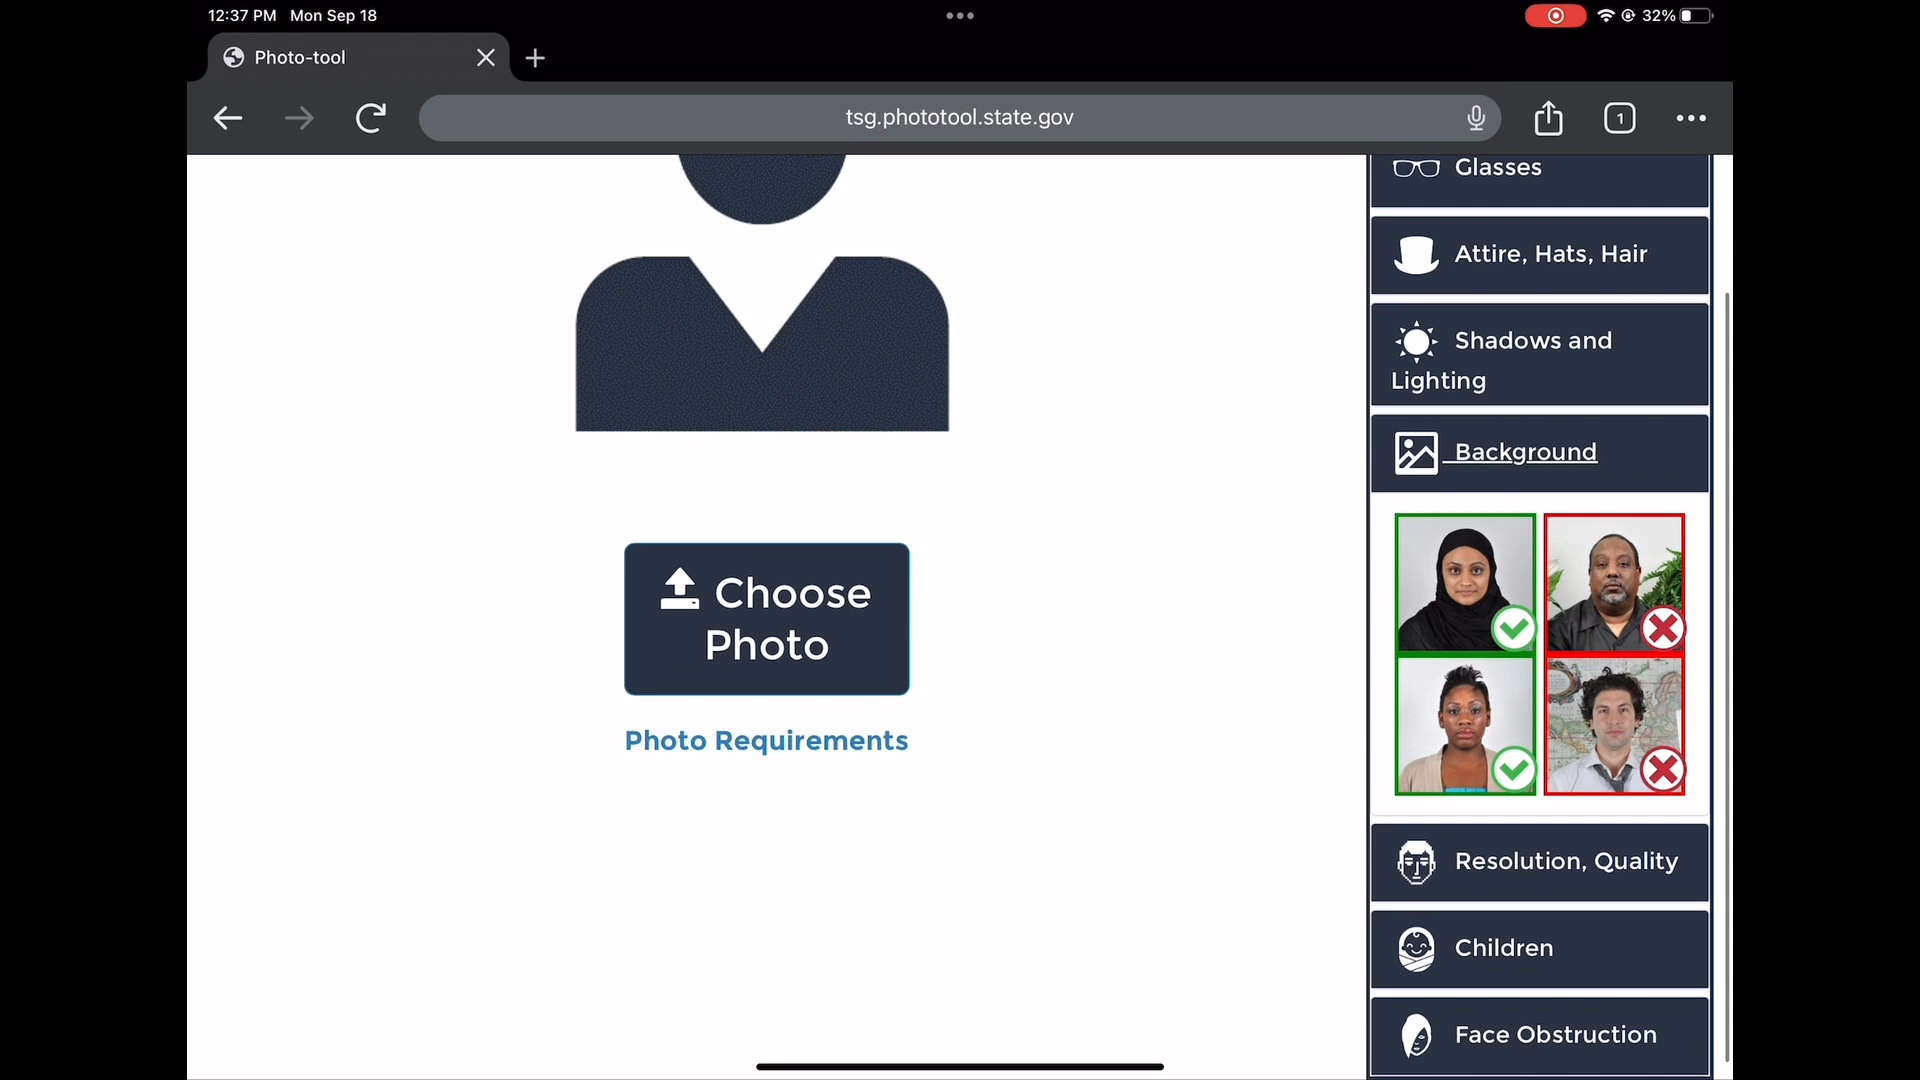 12:37 PM Mon Sep 18
32%
Photo-tool
tsg.phototool.state.gov
1
Glasses
Attire, Hats, Hair
Shadows and
Lighting
Background
Choose
Photo
Photo Requirements
Resolution, Quality
Children
Face Obstruction